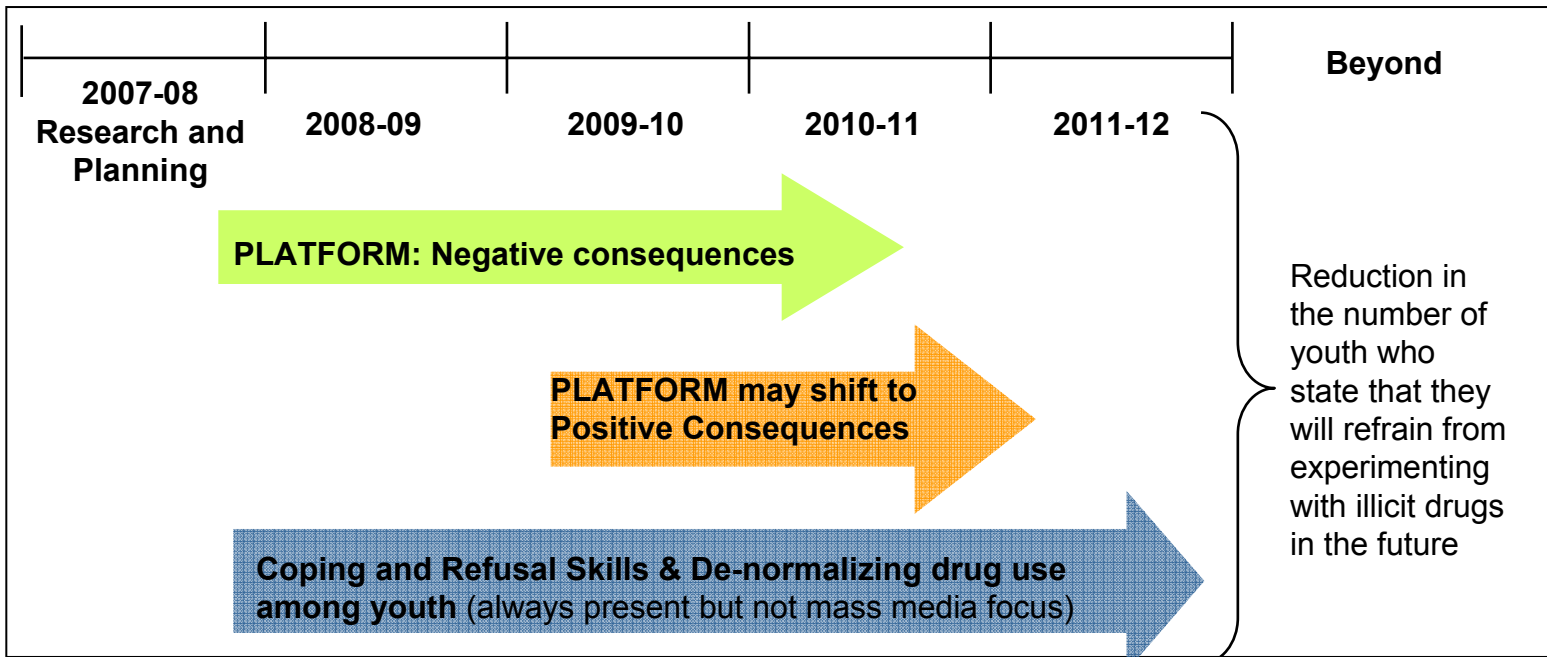 2007-08
Research and
Planning
2008-09
2009-10
2010-11
2011-12
Beyond
PLATFORM: Negative consequences
PLATFORM may shift to
Positive Consequences
Coping and Refusal Skills & De-normalizing drug use
among youth (always present but not mass media focus)
Reduction in
the number of
youth who
state that they
will refrain from
experimenting
with illicit drugs
in the future